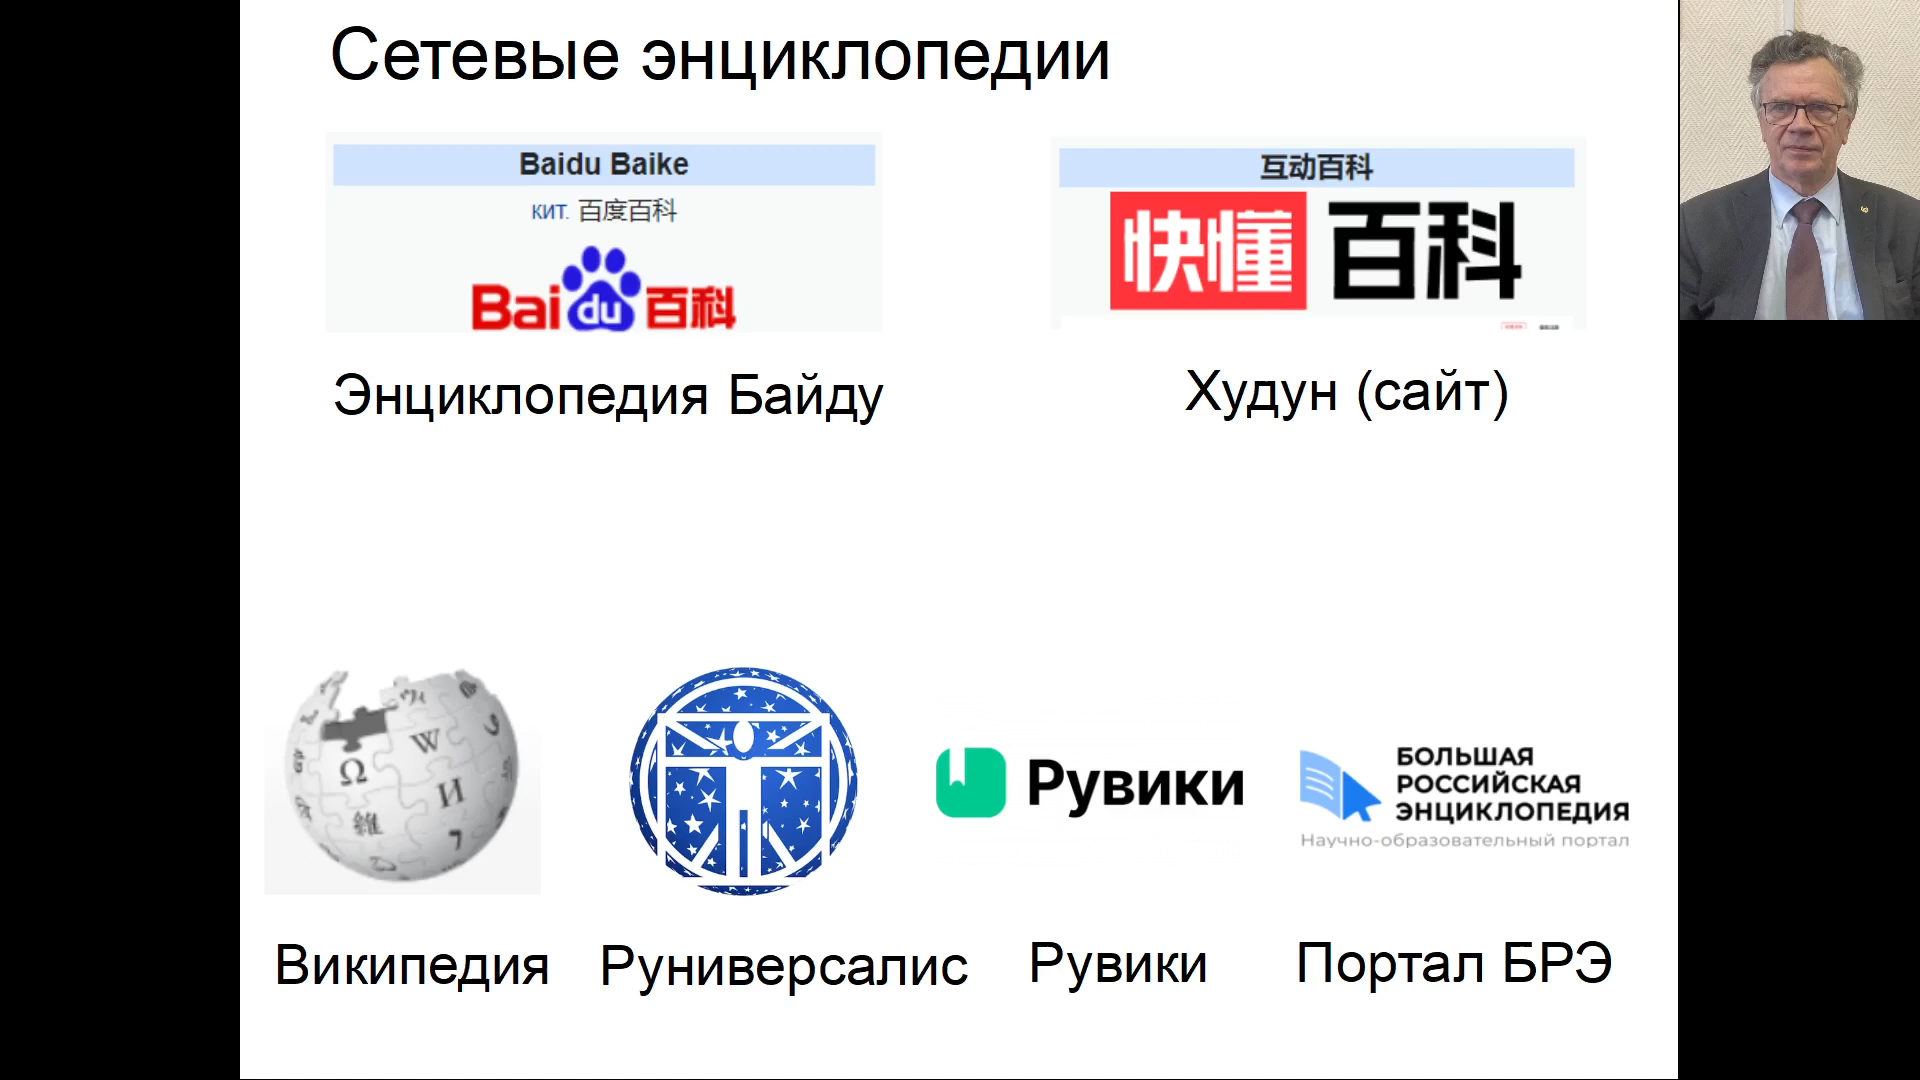 Сетевые энциклопедии
Baidu Baike
кит. 百度百科
Bai du 百科
Энциклопедия Байду
互动百科
快懂 百科
Худун (сайт)
Ω W И 維
Википедия
Руниверсалис
Рувики
Рувики
БОЛЬШАЯ
РОССИЙСКАЯ
ЭНЦИКЛОПЕДИЯ
Научно-образовательный портал
Портал БРЭ